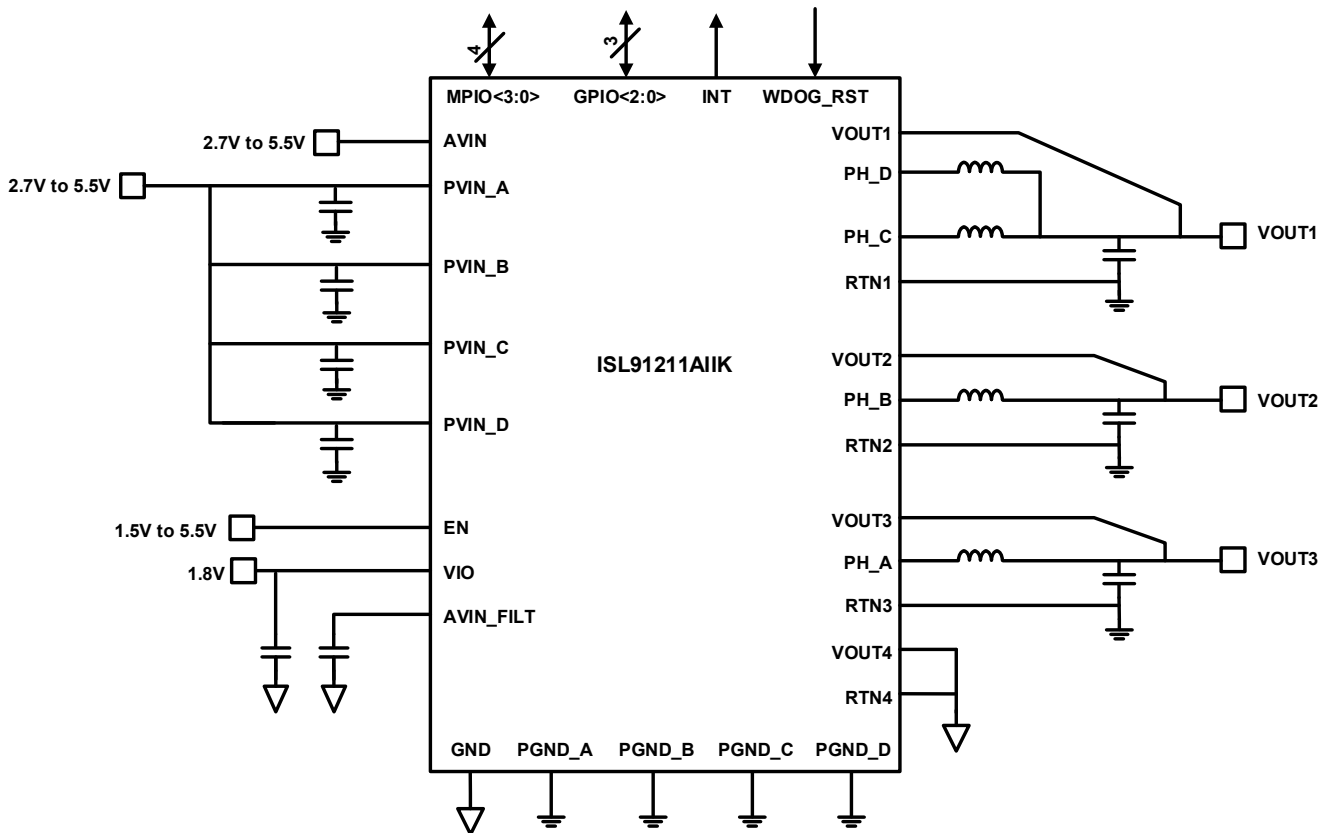 4
3
MPIO<3:0>
GPIO<2:0>
INT
WDOG_RST
2.7V to 5.5V
AVIN
2.7V to 5.5V
PVIN_A
PVIN_B
PVIN_C
PVIN_D
1.5V to 5.5V
EN
1.8V
VIO
AVIN_FILT
ISL91211AIIK
VOUT1
PH_D
PH_C
VOUT1
RTN1
VOUT2
PH_B
VOUT2
RTN2
VOUT3
PH_A
VOUT3
RTN3
VOUT4
RTN4
GND
PGND_A
PGND_B
PGND_C
PGND_D